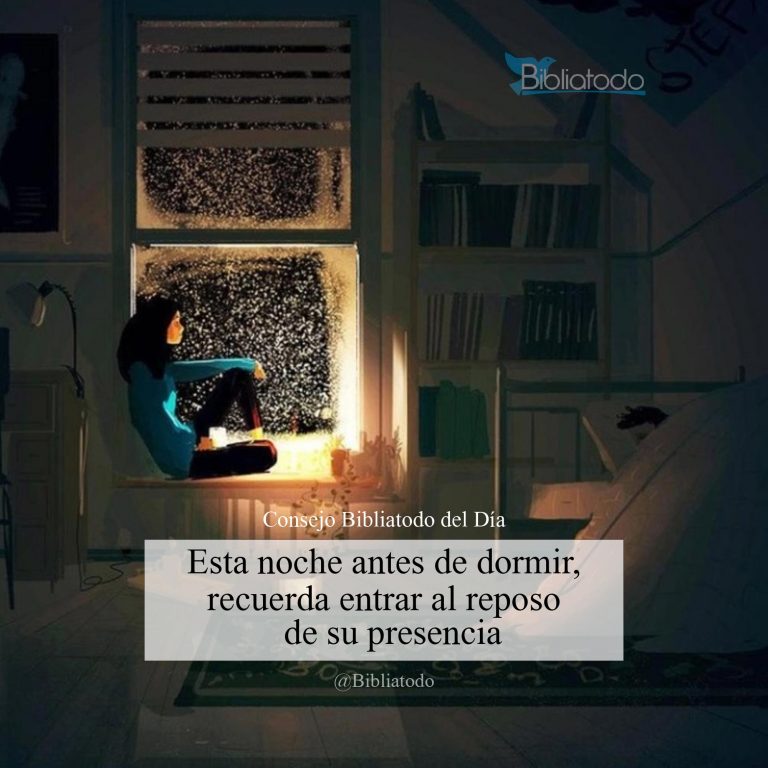 Bibliatodo
Consejo Bibliatodo del Día
Esta noche antes de dormir,
recuerda entrar al reposo
de su presencia
@Bibliatodo